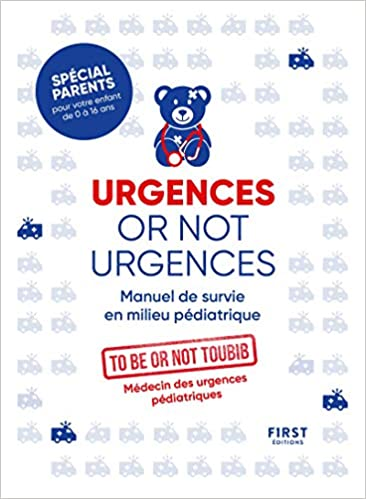 SPÉCIAL
PARENTS
pour votre enfant
de 0 à 16 ans
URGENCES
OR NOT
URGENCES
Manuel de survie
en milieu pédiatrique
TO BE OR NOT TOUBIB
Médecin des urgences
pédiatriques
FIRST
ÉDITIONS